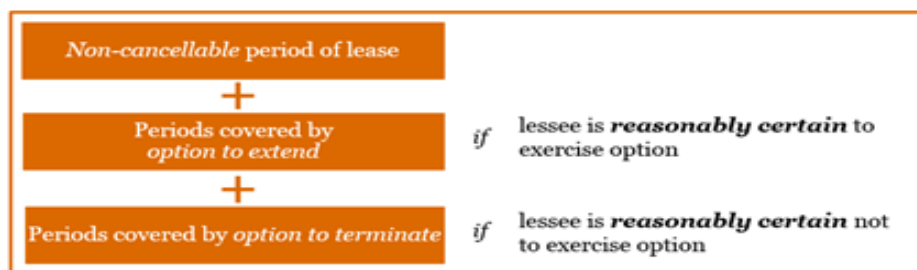 Non-cancellable period of lease
+
Periods covered by
option to extend
if
lessee is reasonably certain to
exercise option
+
Periods covered by option to terminate
if
lessee is reasonably certain not
to exercise option